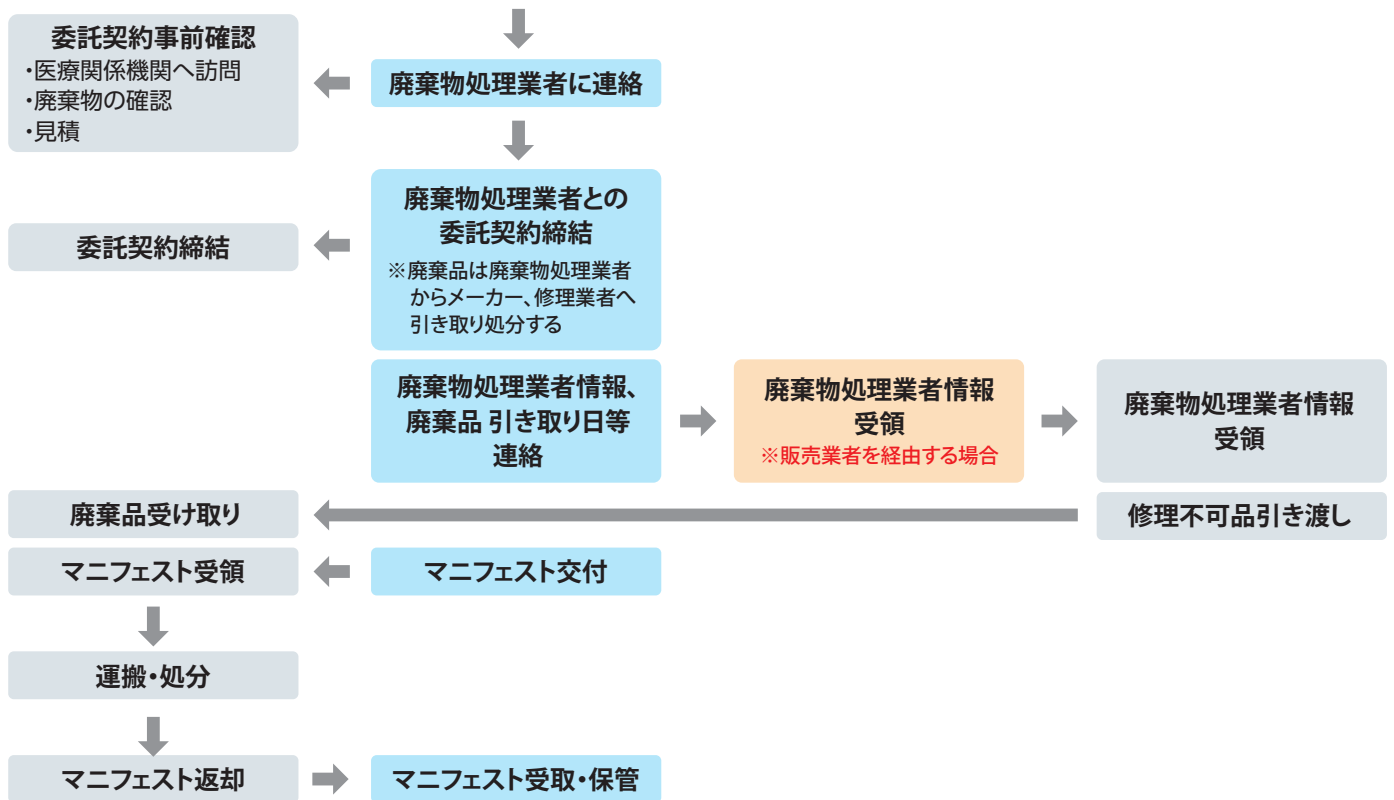 委託契約事前確認
・医療関係機関へ訪問
・廃棄物の確認
・見積
廃棄物処理業者に連絡
廃棄物処理業者との
委託契約締結
※廃棄品は廃棄物処理業者
からメーカー、修理業者へ
引き取り処分する
委託契約締結
廃棄物処理業者情報、
廃棄品 引き取り日等
連絡
廃棄物処理業者情報
受領
※販売業者を経由する場合
廃棄物処理業者情報
受領
廃棄品受け取り
修理不可品引き渡し
マニフェスト受領
マニフェスト交付
運搬・処分
マニフェスト返却
マニフェスト受取・保管